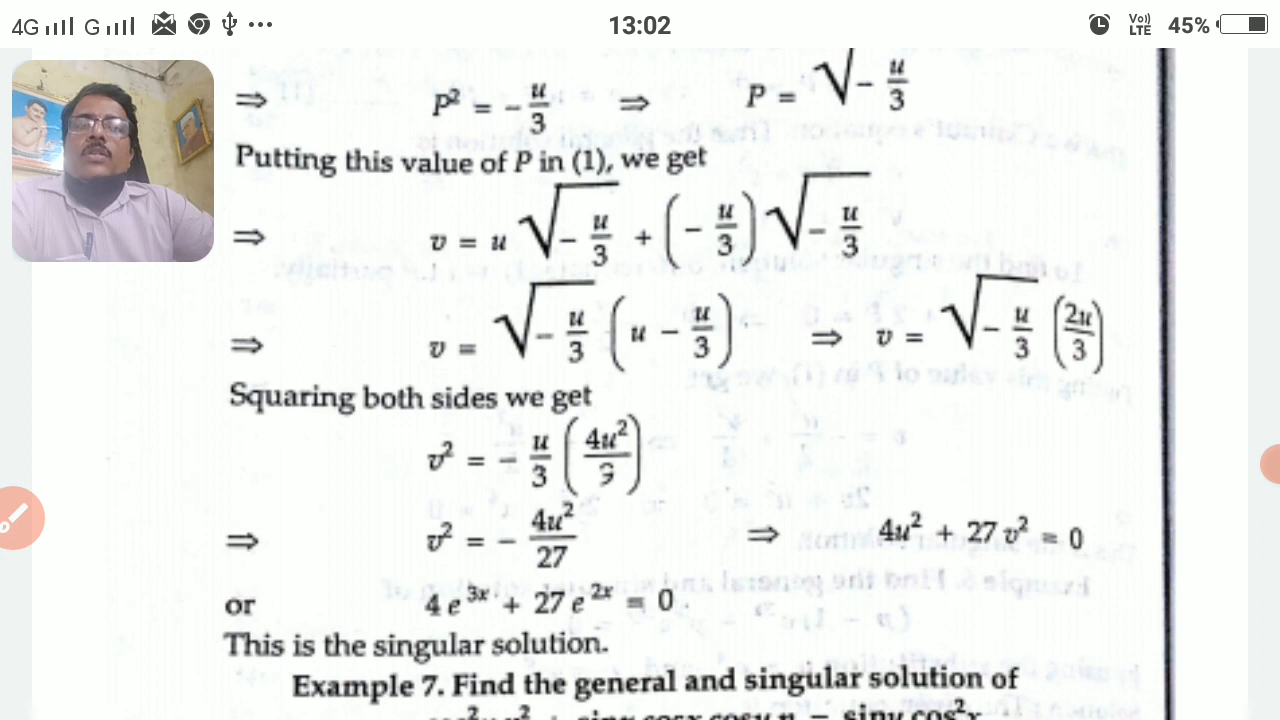 4G G 13:02 Vo)) LTE 45%
⇒ P² = - u/3 ⇒ P = √- u/3
Putting this value of P in (1), we get
⇒ v = u √- u/3 + (- u/3) √- u/3
⇒ v = √- u/3 (u - u/3) ⇒ v = √- u/3 (2u/3)
Squaring both sides we get
v² = - u/3 (4u²/9)
⇒ v² = - 4u²/27 ⇒ 4u² + 27 v² = 0
or 4 e ³ˣ + 27 e ²ˣ = 0
This is the singular solution.
Example 7. Find the general and singular solution of